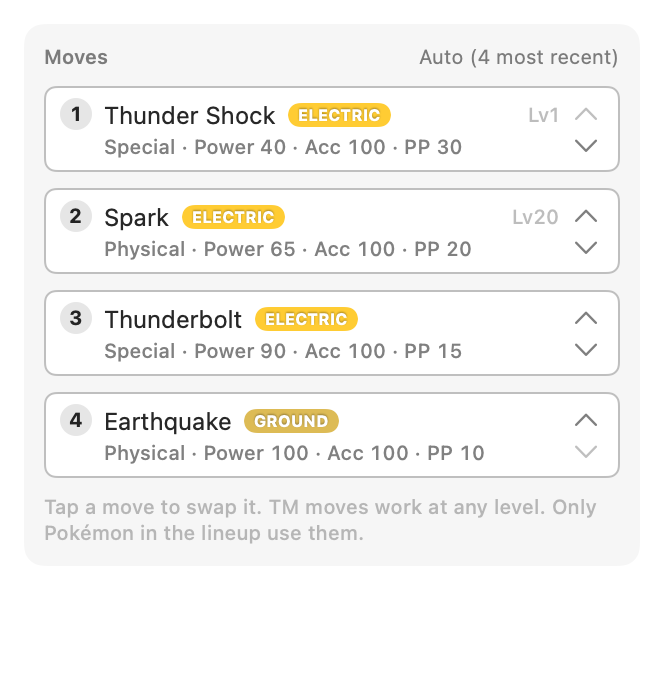 Moves Auto (4 most recent)
1 Thunder Shock ELECTRIC Lv1
Special · Power 40 · Acc 100 · PP 30
2 Spark ELECTRIC Lv20
Physical · Power 65 · Acc 100 · PP 20
3 Thunderbolt ELECTRIC
Special · Power 90 · Acc 100 · PP 15
4 Earthquake GROUND
Physical · Power 100 · Acc 100 · PP 10
Tap a move to swap it. TM moves work at any level. Only
Pokémon in the lineup use them.